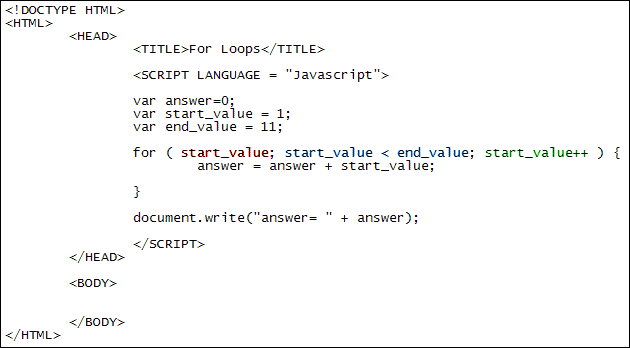 <!DOCTYPE HTML>
<HTML>
<HEAD>
<TITLE>For Loops</TITLE>
<SCRIPT LANGUAGE = "Javascript">
var answer=0;
var start_value = 1;
var end_value = 11;
for ( start_value; start_value < end_value; start_value++ ) {
answer = answer + start_value;
}
document.write("answer= " + answer);
</SCRIPT>
</HEAD>
<BODY>
</BODY>
</HTML>